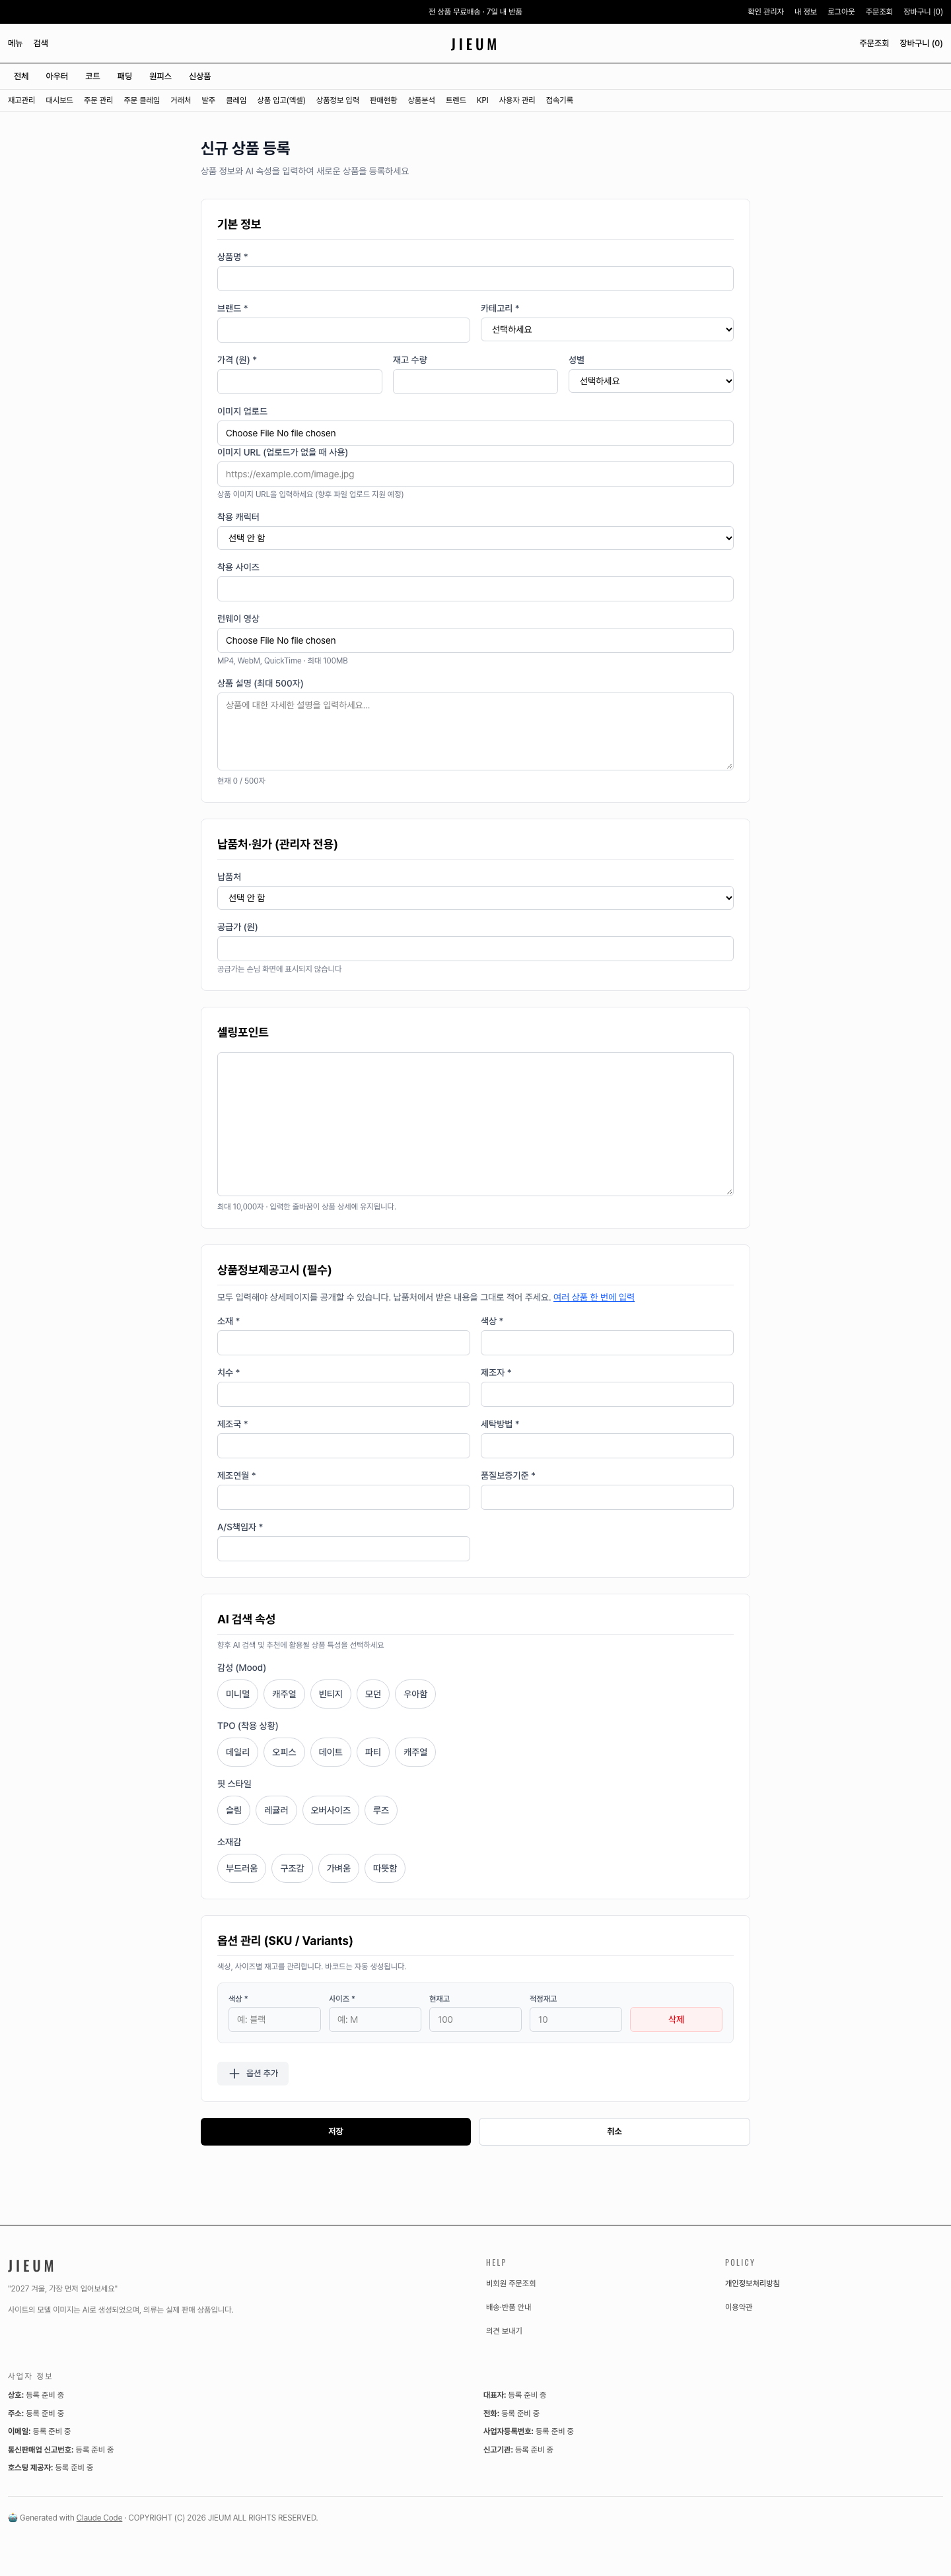 전 상품 무료배송 · 7일 내 반품
확인 관리자 내 정보 로그아웃 주문조회 장바구니 (0)
메뉴 검색
JIEUM
주문조회 장바구니 (0)
전체 아우터 코트 패딩 원피스 신상품
재고관리 대시보드 주문 관리 주문 클레임 거래처 발주 클레임 상품 입고(엑셀) 상품정보 입력 판매현황 상품분석 트렌드 KPI 사용자 관리 접속기록
신규 상품 등록
상품 정보와 AI 속성을 입력하여 새로운 상품을 등록하세요
기본 정보
상품명 *
브랜드 * 카테고리 *
선택하세요
가격 (원) * 재고 수량 성별
선택하세요
이미지 업로드
Choose File No file chosen
이미지 URL (업로드가 없을 때 사용)
https://example.com/image.jpg
상품 이미지 URL을 입력하세요 (향후 파일 업로드 지원 예정)
착용 캐릭터
선택 안 함
착용 사이즈
런웨이 영상
Choose File No file chosen
MP4, WebM, QuickTime · 최대 100MB
상품 설명 (최대 500자)
상품에 대한 자세한 설명을 입력하세요...
현재 0 / 500자
납품처·원가 (관리자 전용)
납품처
선택 안 함
공급가 (원)
공급가는 손님 화면에 표시되지 않습니다
셀링포인트
최대 10,000자 · 입력한 줄바꿈이 상품 상세에 유지됩니다.
상품정보제공고시 (필수)
모두 입력해야 상세페이지를 공개할 수 있습니다. 납품처에서 받은 내용을 그대로 적어 주세요. 여러 상품 한 번에 입력
소재 * 색상 *
치수 * 제조자 *
제조국 * 세탁방법 *
제조연월 * 품질보증기준 *
A/S책임자 *
AI 검색 속성
향후 AI 검색 및 추천에 활용될 상품 특성을 선택하세요
감성 (Mood)
미니멀 캐주얼 빈티지 모던 우아함
TPO (착용 상황)
데일리 오피스 데이트 파티 캐주얼
핏 스타일
슬림 레귤러 오버사이즈 루즈
소재감
부드러움 구조감 가벼움 따뜻함
옵션 관리 (SKU / Variants)
색상, 사이즈별 재고를 관리합니다. 바코드는 자동 생성됩니다.
색상 * 사이즈 * 현재고 적정재고
예: 블랙 예: M 100 10 삭제
옵션 추가
저장 취소
JIEUM
"2027 겨울, 가장 먼저 입어보세요"
사이트의 모델 이미지는 AI로 생성되었으며, 의류는 실제 판매 상품입니다.
HELP
비회원 주문조회
배송·반품 안내
의견 보내기
POLICY
개인정보처리방침
이용약관
사업자 정보
상호: 등록 준비 중 대표자: 등록 준비 중
주소: 등록 준비 중 전화: 등록 준비 중
이메일: 등록 준비 중 사업자등록번호: 등록 준비 중
통신판매업 신고번호: 등록 준비 중 신고기관: 등록 준비 중
호스팅 제공자: 등록 준비 중
Generated with Claude Code · COPYRIGHT (C) 2026 JIEUM ALL RIGHTS RESERVED.